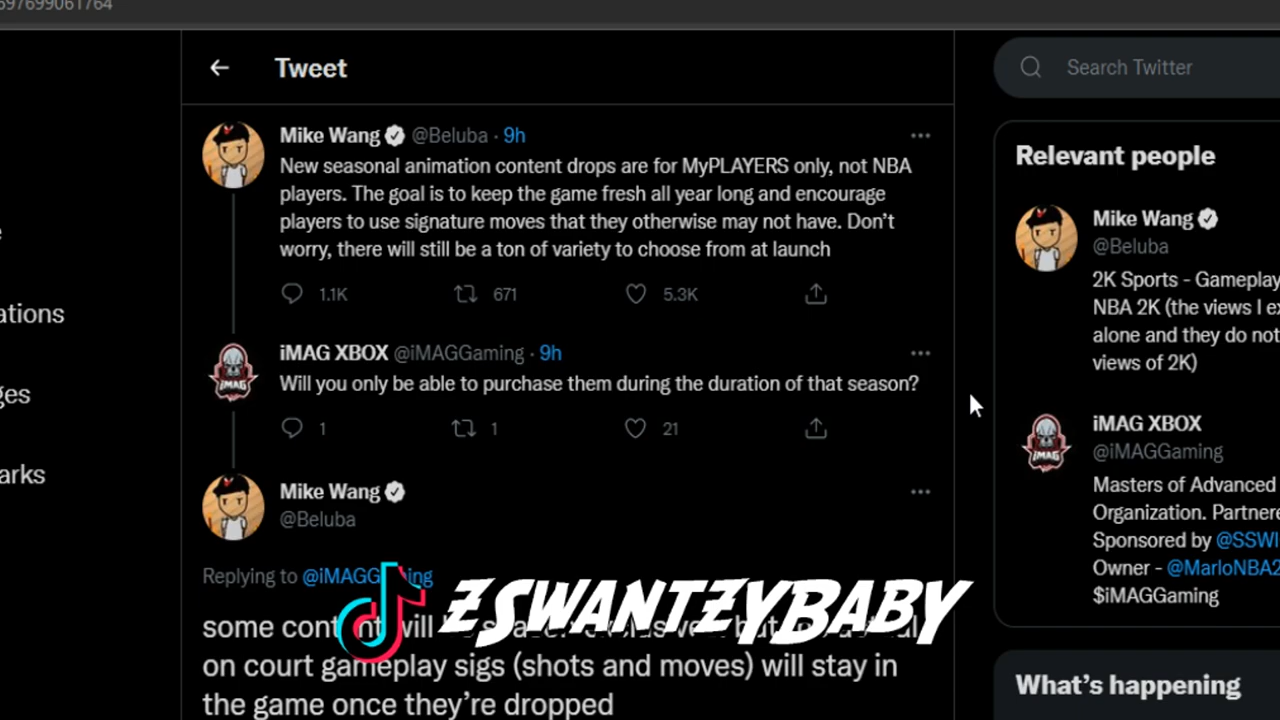 597699061764
Tweet
Search Twitter
Mike Wang @Beluba · 9h
New seasonal animation content drops are for MyPLAYERS only, not NBA
players. The goal is to keep the game fresh all year long and encourage
players to use signature moves that they otherwise may not have. Don't
worry, there will still be a ton of variety to choose from at launch
1.1K 671 5.3K
iMAG XBOX @iMAGGaming · 9h
Will you only be able to purchase them during the duration of that season?
1 1 21
Mike Wang
@Beluba
Replying to @iMAGG ing
some content will
on court gameplay sigs (shots and moves) will stay in
the game once they're dropped
ZSWANTZYBABY
ations
ges
arks
Relevant people
Mike Wang
@Beluba
2K Sports - Gameplay
NBA 2K (the views I ex
alone and they do not
views of 2K)
iMAG XBOX
@iMAGGaming
Masters of Advanced
Organization. Partnere
Sponsored by @SSWI
Owner - @MarloNBA2
$iMAGGaming
What's happening